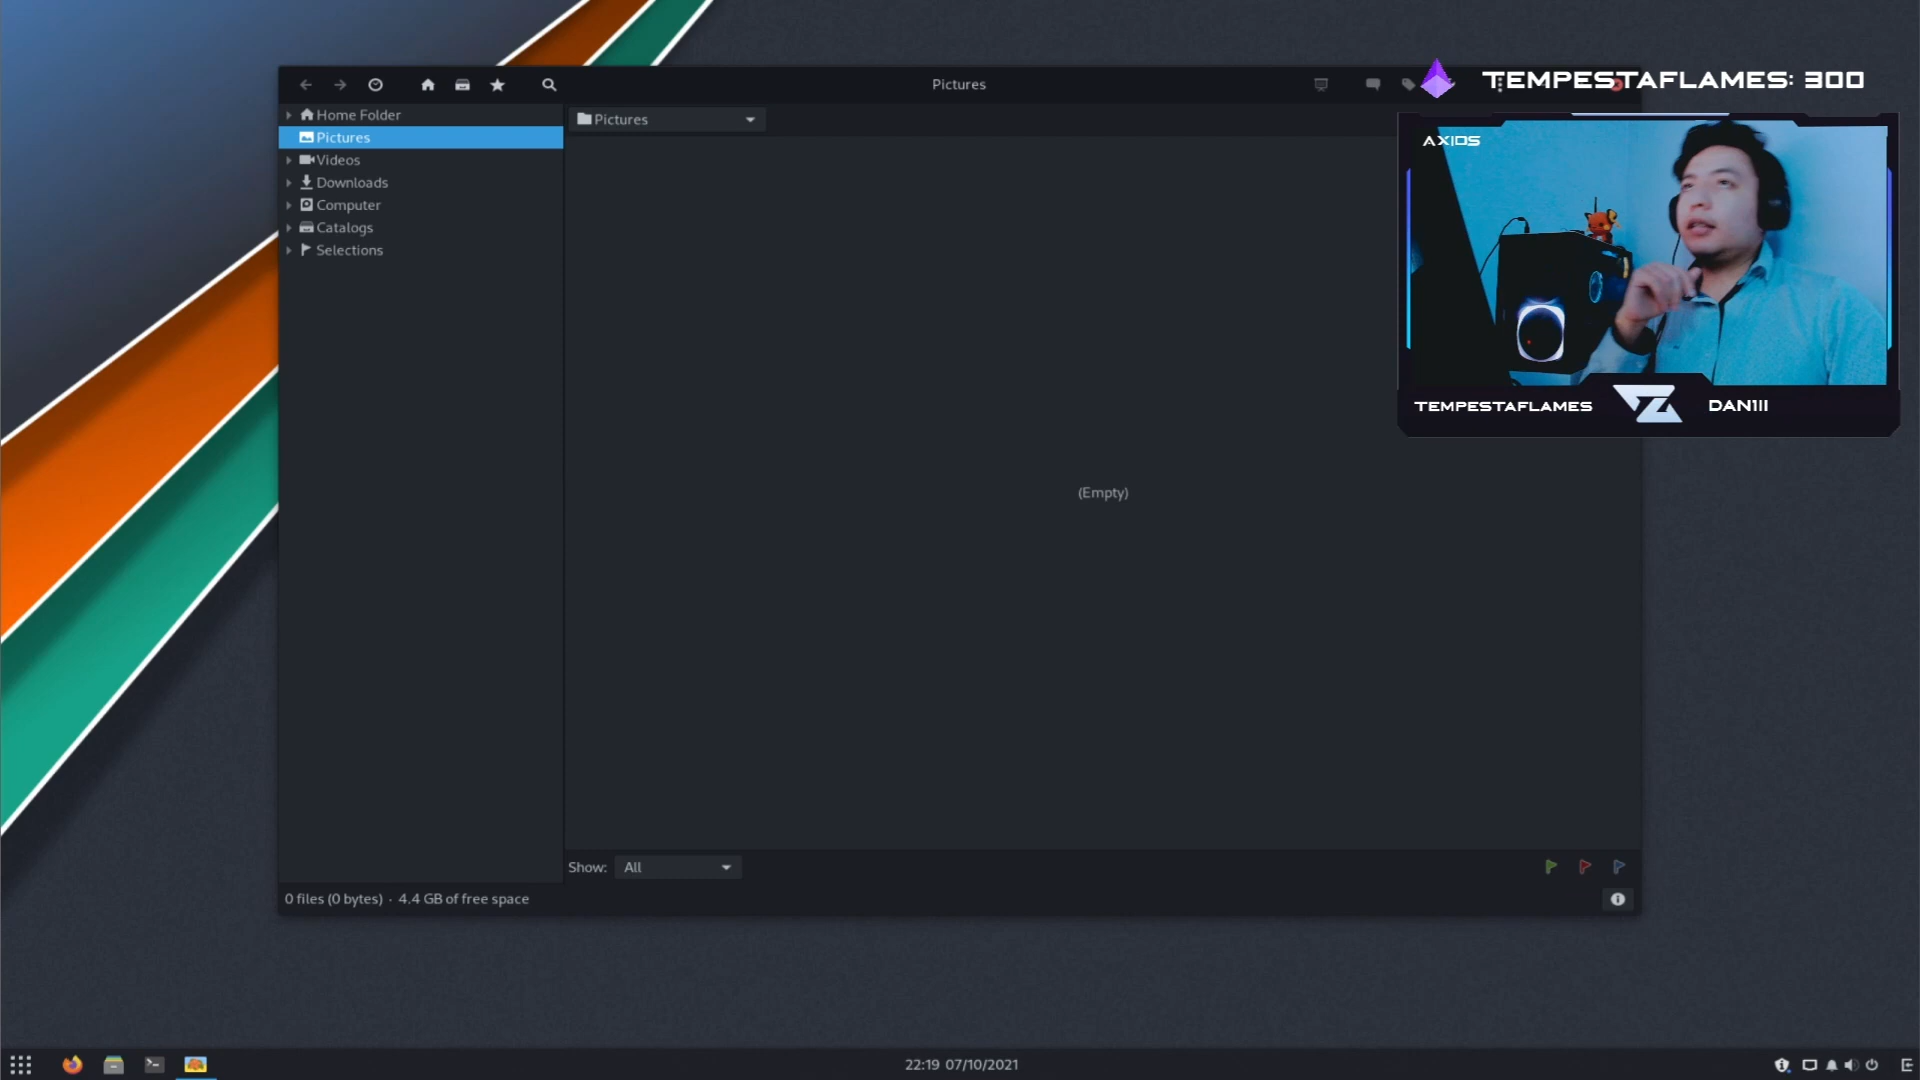 Pictures
TEMPESTAFLAMES: 300
Home Folder
Pictures
Videos
Downloads
Computer
Catalogs
Selections
Pictures
AXIOS
TEMPESTAFLAMES
DAN1II
(Empty)
Show: All
0 files (0 bytes) · 4.4 GB of free space
22:19 07/10/2021